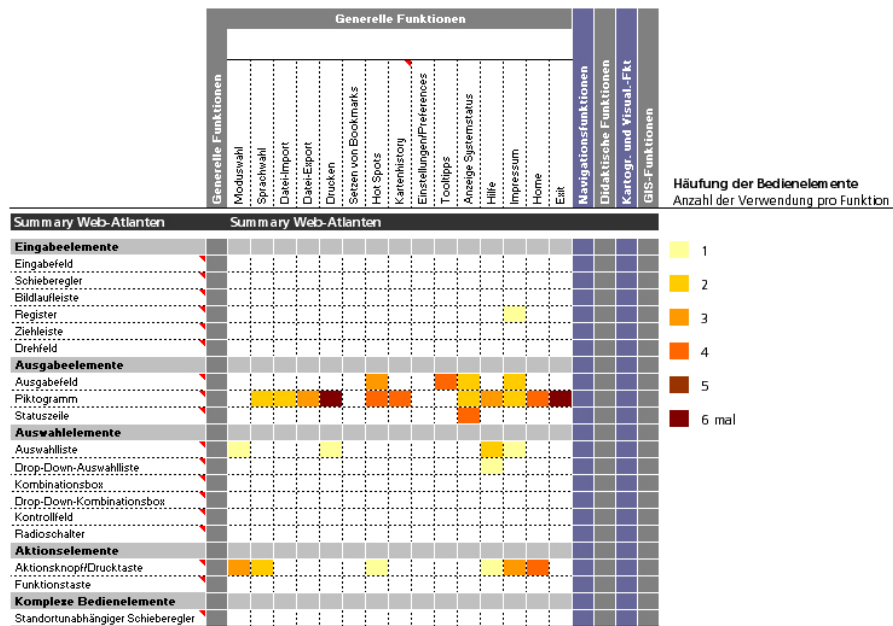 Generelle Funktionen
Generelle Funktionen
Moduswahl
Sprachwahl
Datei-Import
Datei-Export
Drucken
Setzen von Bookmarks
Hot Spots
Kartenhistory
Einstellungen/Preferences
Tooltipps
Anzeige Systemstatus
Hilfe
Impressum
Home
Exit
Navigationsfunktionen
Didaktische Funktionen
Kartogr. und Visual.-Fkt
GIS-Funktionen
Häufung der Bedienelemente
Anzahl der Verwendung pro Funktion
Summary Web-Atlanten Summary Web-Atlanten
Eingabeelemente
Eingabefeld
Schieberegler
Bildlaufleiste
Register
Ziehleiste
Drehfeld
Ausgabeelemente
Ausgabefeld
Piktogramm
Statuszeile
Auswahlelemente
Auswahlliste
Drop-Down-Auswahlliste
Kombinationsbox
Drop-Down-Kombinationsbox
Kontrollfeld
Radioschalter
Aktionselemente
Aktionsknopf/Drucktaste
Funktionstaste
Komplexe Bedienelemente
Standortunabhängiger Schieberegler
1
2
3
4
5
6 mal